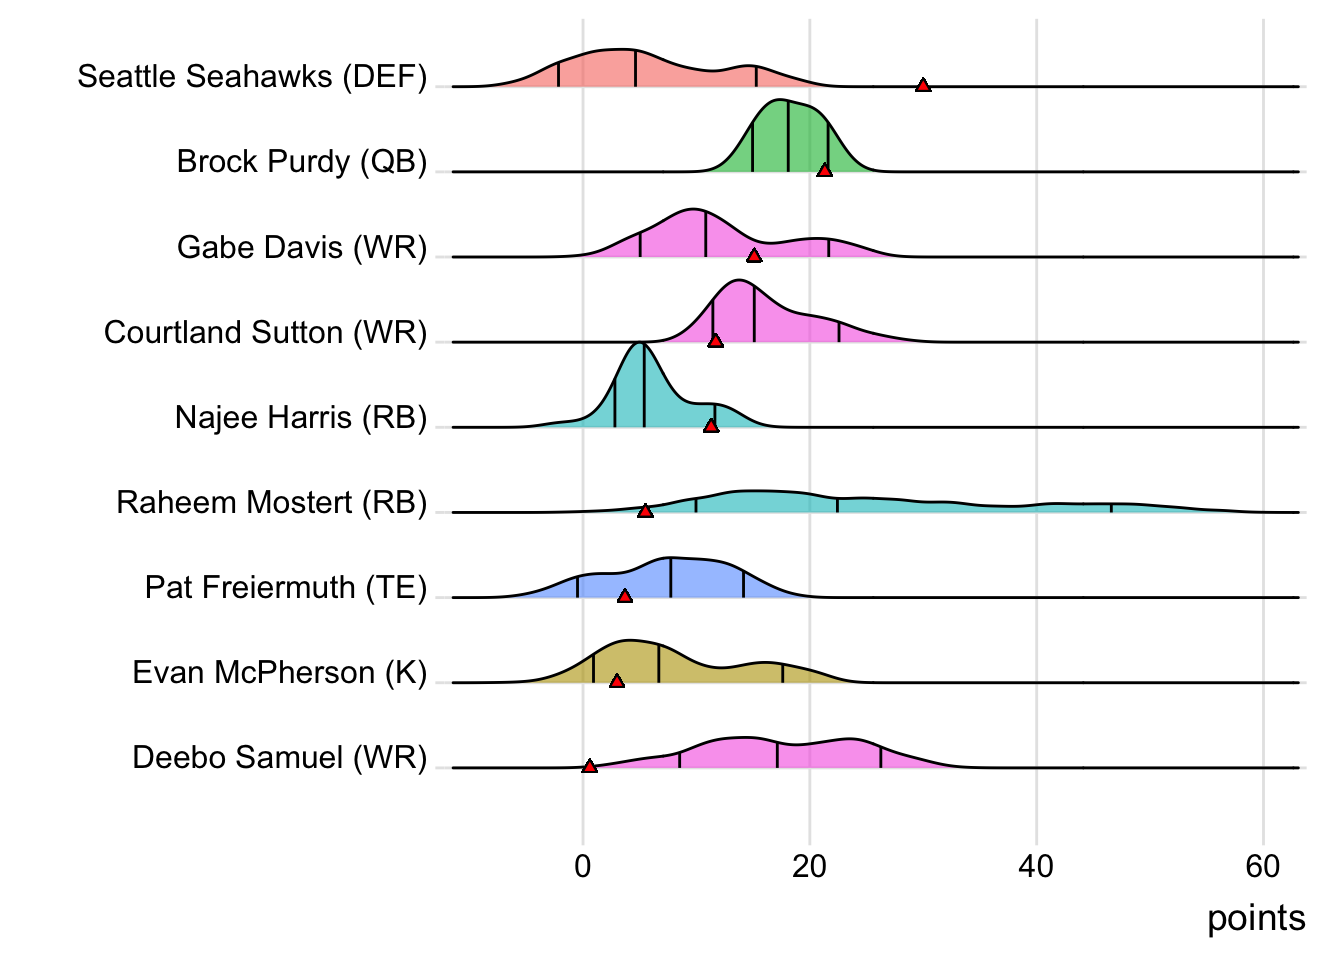 Seattle Seahawks (DEF)
Brock Purdy (QB)
Gabe Davis (WR)
Courtland Sutton (WR)
Najee Harris (RB)
Raheem Mostert (RB)
Pat Freiermuth (TE)
Evan McPherson (K)
Deebo Samuel (WR)
0 20 40 60
points